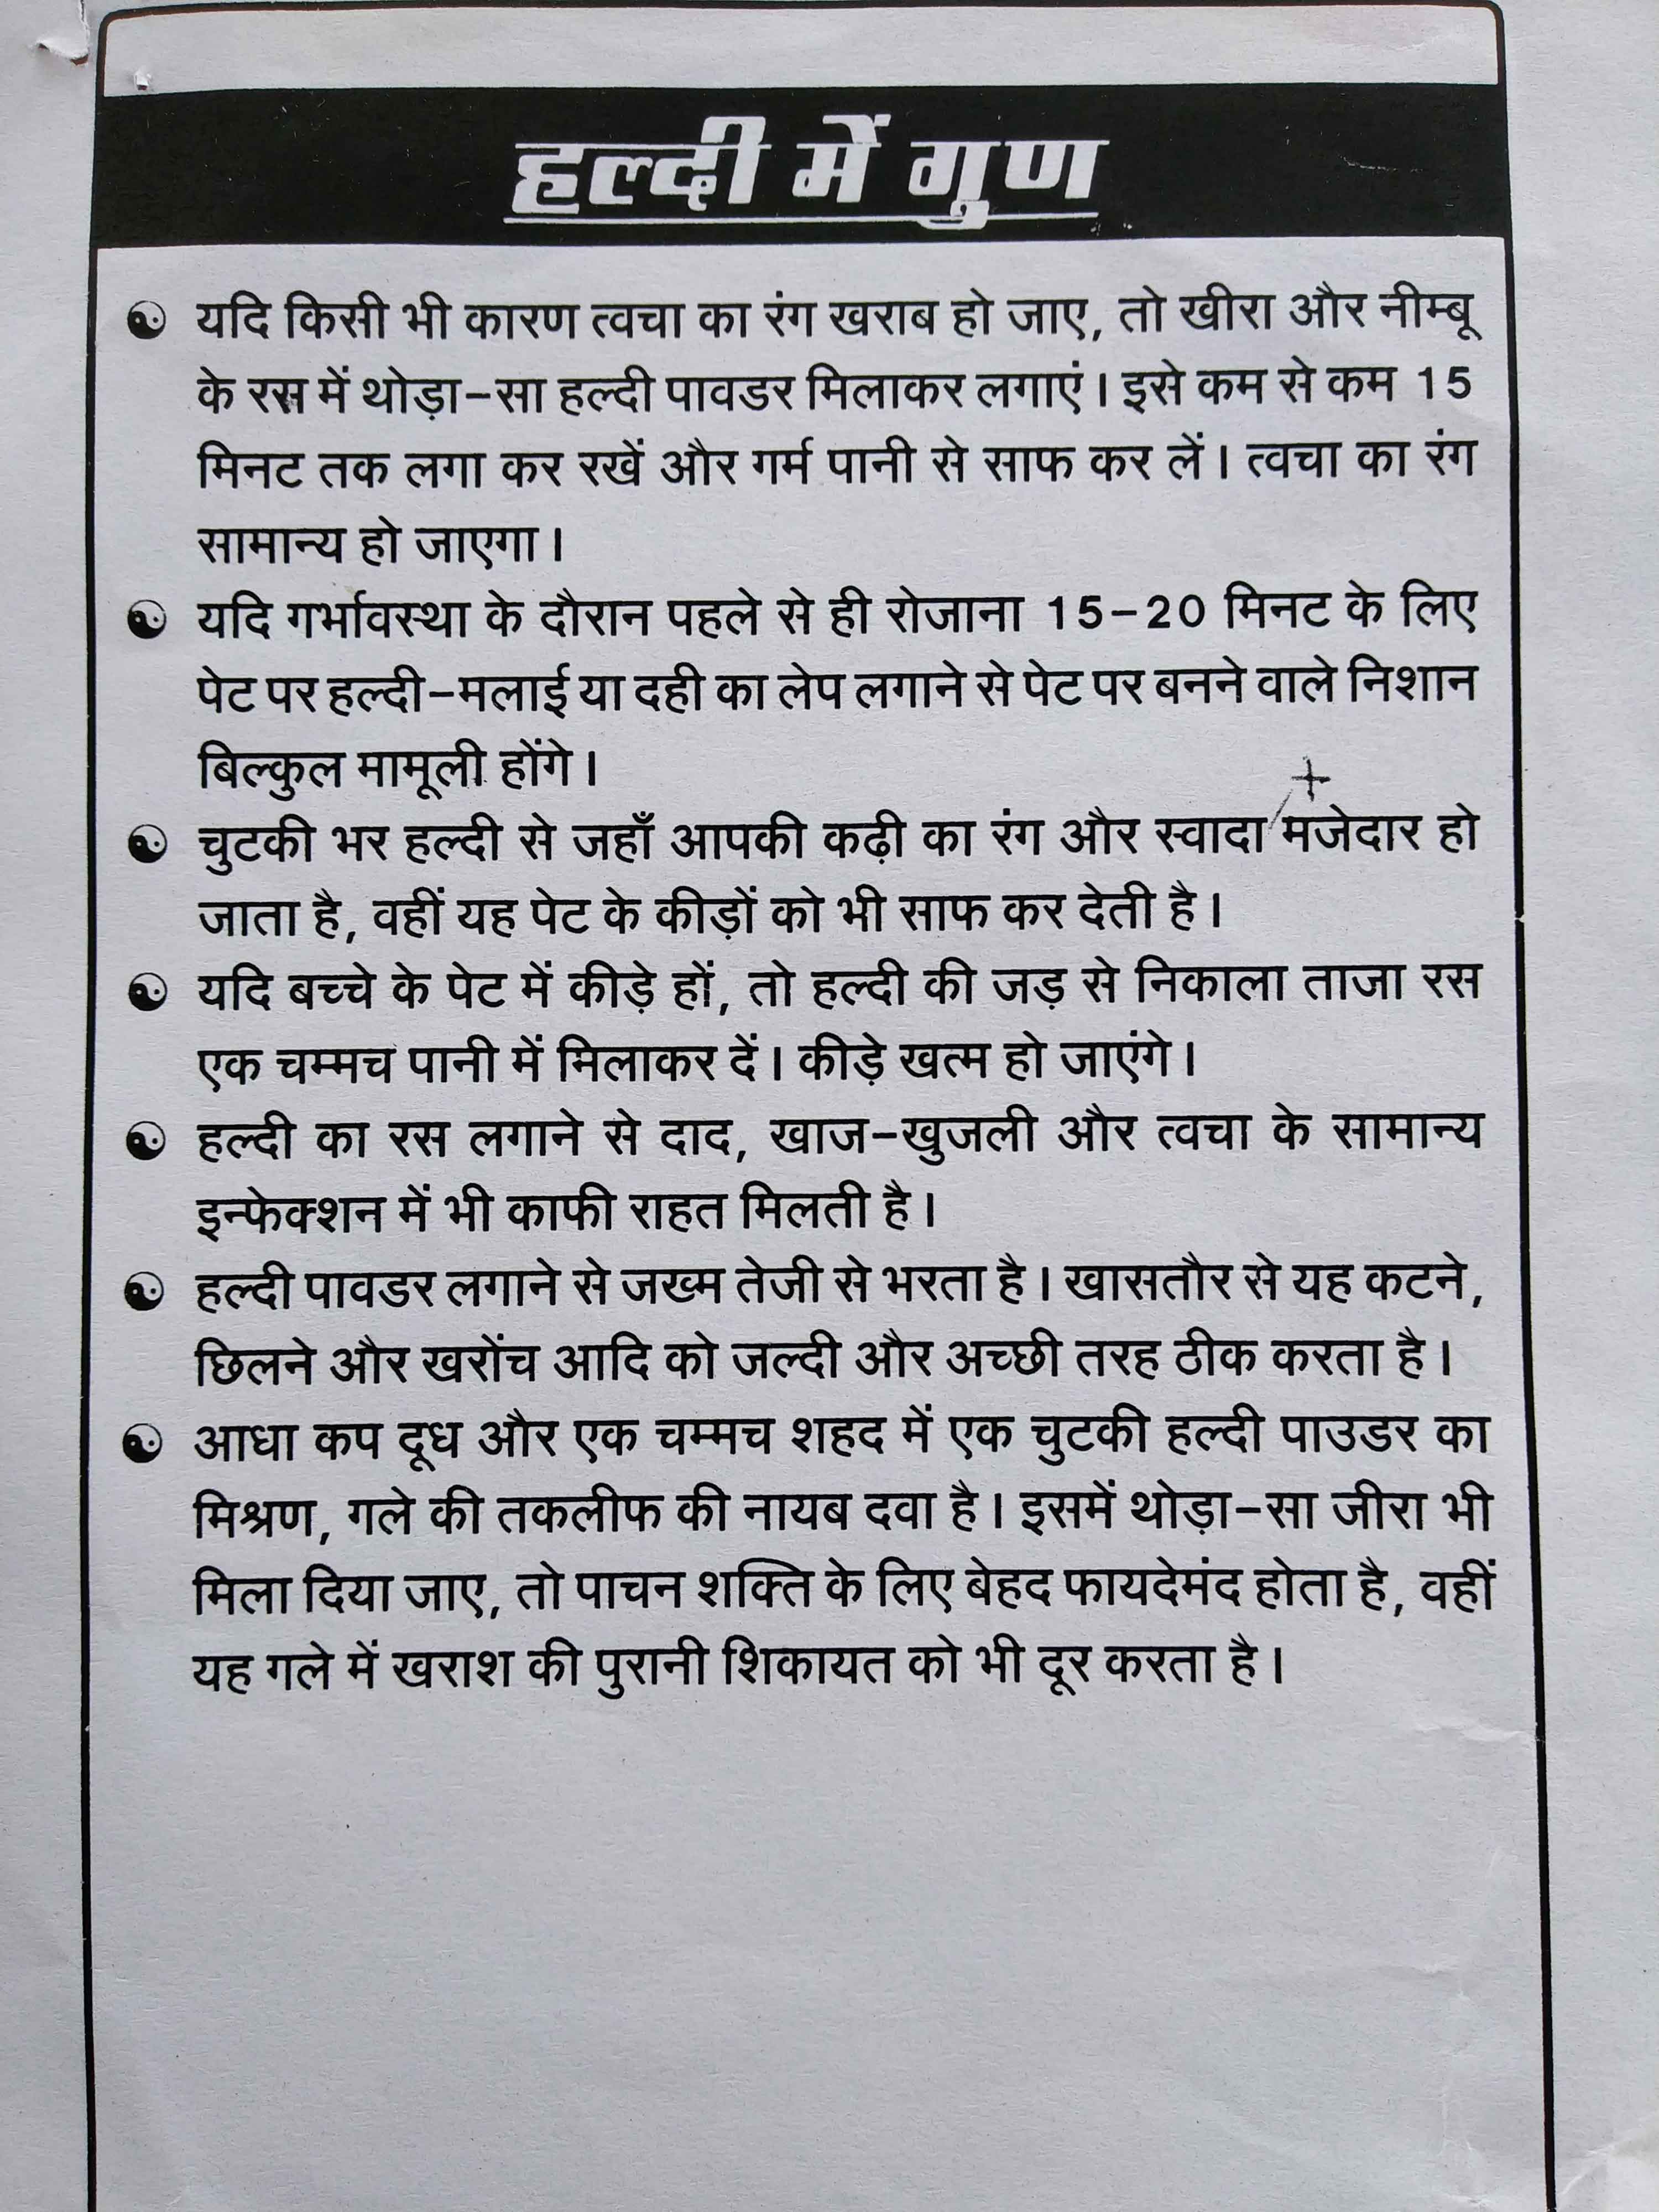 हल्दी में गुण
यदि किसी भी कारण त्वचा का रंग खराब हो जाए, तो खीरा और नीम्बू
के रस में थोड़ा-सा हल्दी पावडर मिलाकर लगाएं। इसे कम से कम 15
मिनट तक लगा कर रखें और गर्म पानी से साफ कर लें। त्वचा का रंग
सामान्य हो जाएगा।
यदि गर्भावस्था के दौरान पहले से ही रोजाना 15-20 मिनट के लिए
पेट पर हल्दी-मलाई या दही का लेप लगाने से पेट पर बनने वाले निशान
बिल्कुल मामूली होंगे।
चुटकी भर हल्दी से जहाँ आपकी कढ़ी का रंग और स्वादा मजेदार हो
जाता है, वहीं यह पेट के कीड़ों को भी साफ कर देती है।
यदि बच्चे के पेट में कीड़े हों, तो हल्दी की जड़ से निकाला ताजा रस
एक चम्मच पानी में मिलाकर दें। कीड़े खत्म हो जाएंगे।
हल्दी का रस लगाने से दाद, खाज-खुजली और त्वचा के सामान्य
इन्फेक्शन में भी काफी राहत मिलती है।
हल्दी पावडर लगाने से जख्म तेजी से भरता है। खासतौर से यह कटने,
छिलने और खरोंच आदि को जल्दी और अच्छी तरह ठीक करता है।
आधा कप दूध और एक चम्मच शहद में एक चुटकी हल्दी पाउडर का
मिश्रण, गले की तकलीफ की नायब दवा है। इसमें थोड़ा-सा जीरा भी
मिला दिया जाए, तो पाचन शक्ति के लिए बेहद फायदेमंद होता है, वहीं
यह गले में खराश की पुरानी शिकायत को भी दूर करता है।